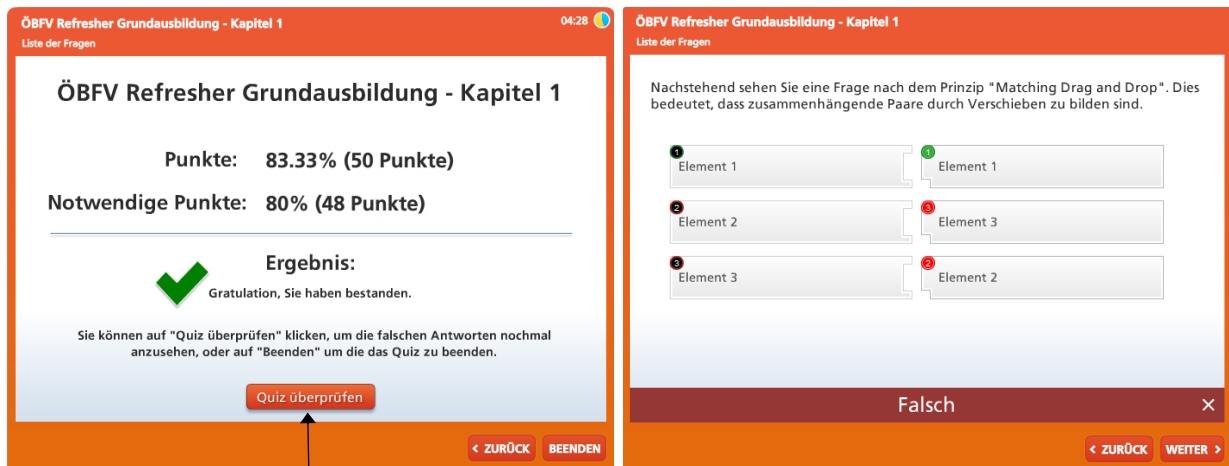 ÖBFV Refresher Grundausbildung - Kapitel 1
04:28
Liste der Fragen
ÖBFV Refresher Grundausbildung - Kapitel 1
Punkte: 83.33% (50 Punkte)
Notwendige Punkte: 80% (48 Punkte)
Ergebnis:
Gratulation, Sie haben bestanden.
Sie können auf "Quiz überprüfen" klicken, um die falschen Antworten nochmal
anzusehen, oder auf "Beenden" um die das Quiz zu beenden.
Quiz überprüfen
< ZURÜCK BEENDEN
ÖBFV Refresher Grundausbildung - Kapitel 1
Liste der Fragen
Nachstehend sehen Sie eine Frage nach dem Prinzip "Matching Drag and Drop". Dies
bedeutet, dass zusammenhängende Paare durch Verschieben zu bilden sind.
1 Element 1 1 Element 1
2 Element 2 3 Element 3
3 Element 3 2 Element 2
Falsch ×
< ZURÜCK WEITER >